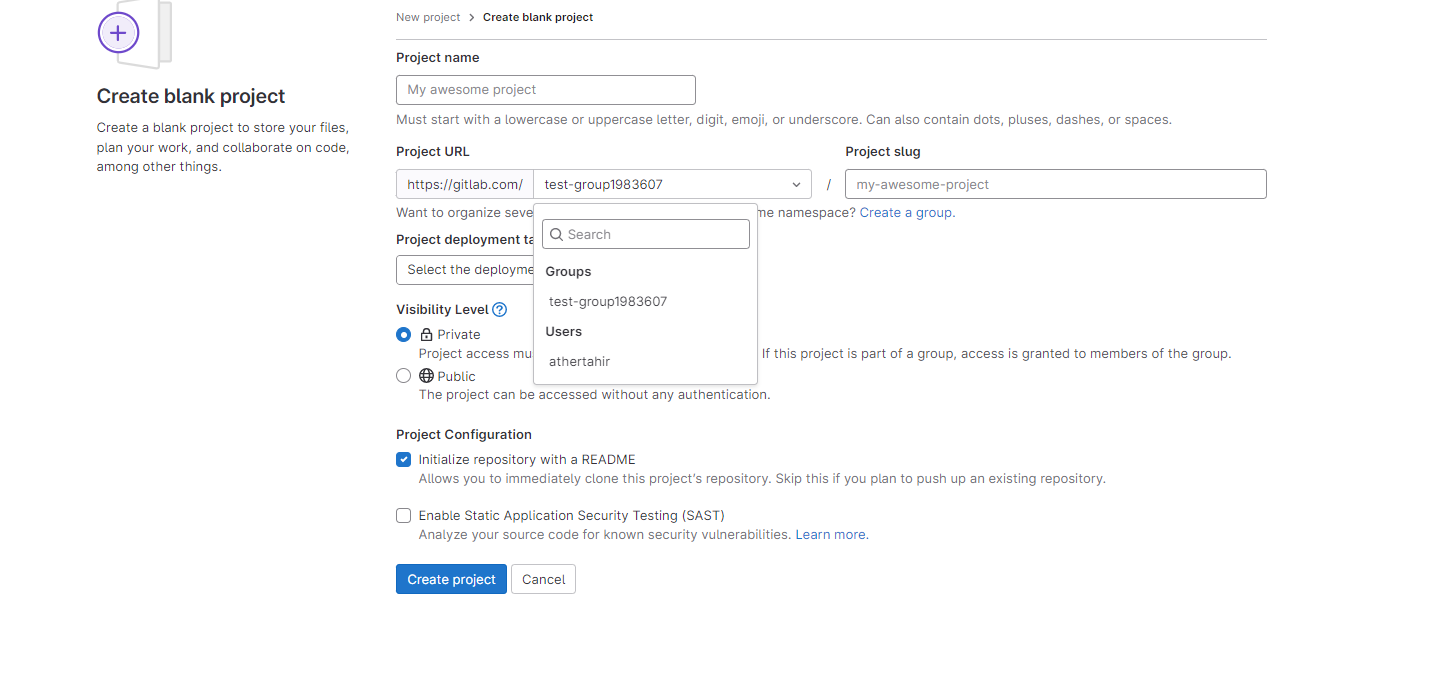 New project > Create blank project
Create blank project
Create a blank project to store your files,
plan your work, and collaborate on code,
among other things.
Project name
My awesome project
Must start with a lowercase or uppercase letter, digit, emoji, or underscore. Can also contain dots, pluses, dashes, or spaces.
Project URL
Project slug
https://gitlab.com/ test-group1983607 / my-awesome-project
Want to organize seve
me namespace? Create a group.
Search
Project deployment ta
Groups
Select the deployme
test-group1983607
Visibility Level
Users
Private
Project access mu
If this project is part of a group, access is granted to members of the group.
athertahir
Public
The project can be accessed without any authentication.
Project Configuration
Initialize repository with a README
Allows you to immediately clone this project's repository. Skip this if you plan to push up an existing repository.
Enable Static Application Security Testing (SAST)
Analyze your source code for known security vulnerabilities. Learn more.
Create project Cancel